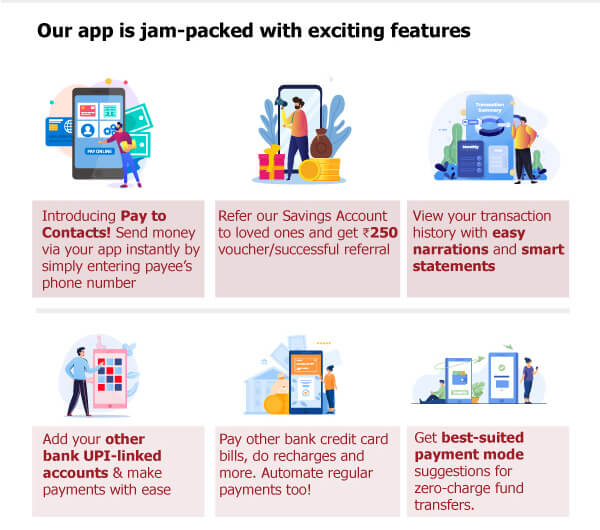 Our app is jam-packed with exciting features
PAY ONLINE
Transaction
Summary
Monthly
Introducing Pay to
Contacts! Send money
via your app instantly by
simply entering payee's
phone number
Refer our Savings Account
to loved ones and get ₹250
voucher/successful referral
View your transaction
history with easy
narrations and smart
statements
Add your other
bank UPI-linked
accounts & make
payments with ease
Pay other bank credit card
bills, do recharges and
more. Automate regular
payments too!
Get best-suited
payment mode
suggestions for
zero-charge fund
transfers.